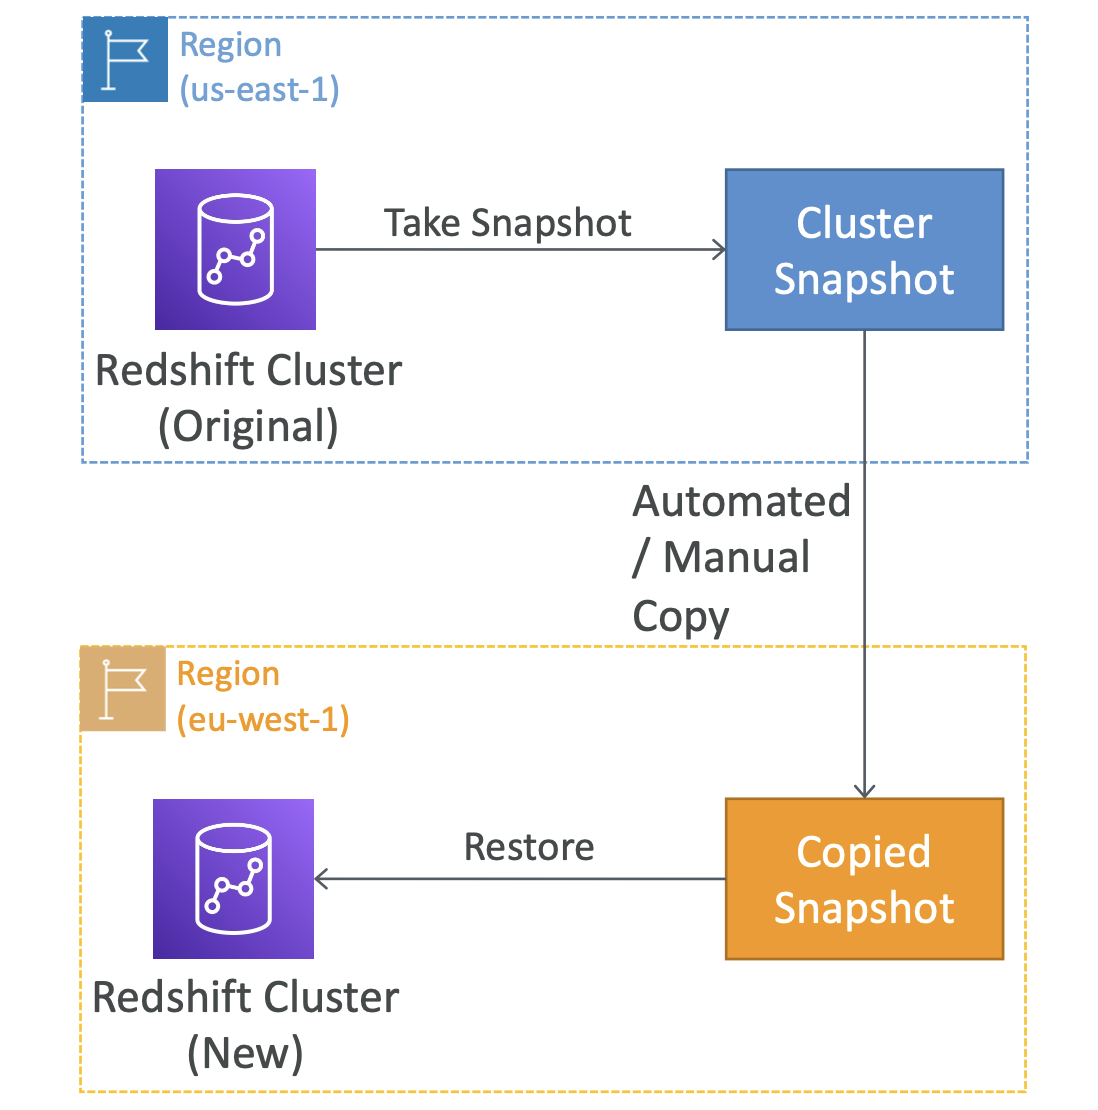 Region
(us-east-1)
Take Snapshot
Cluster
Snapshot
Redshift Cluster
(Original)
Automated
/ Manual
Copy
Region
(eu-west-1)
Restore
Copied
Snapshot
Redshift Cluster
(New)